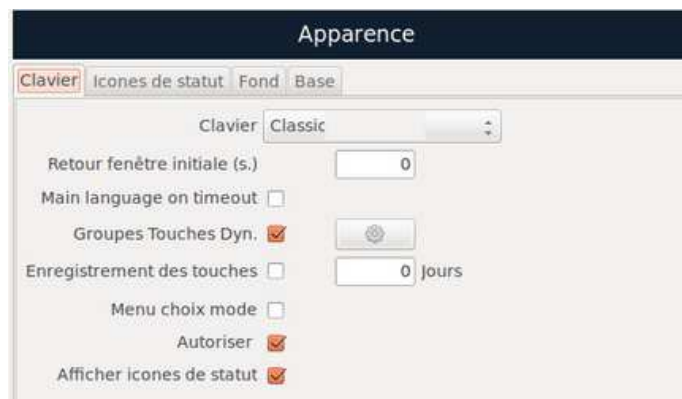 Apparence
Clavier Icones de statut Fond Base
Clavier Classic
Retour fenêtre initiale (s.) 0
Main language on timeout
Groupes Touches Dyn.
Enregistrement des touches 0 Jours
Menu choix mode
Autoriser
Afficher icones de statut